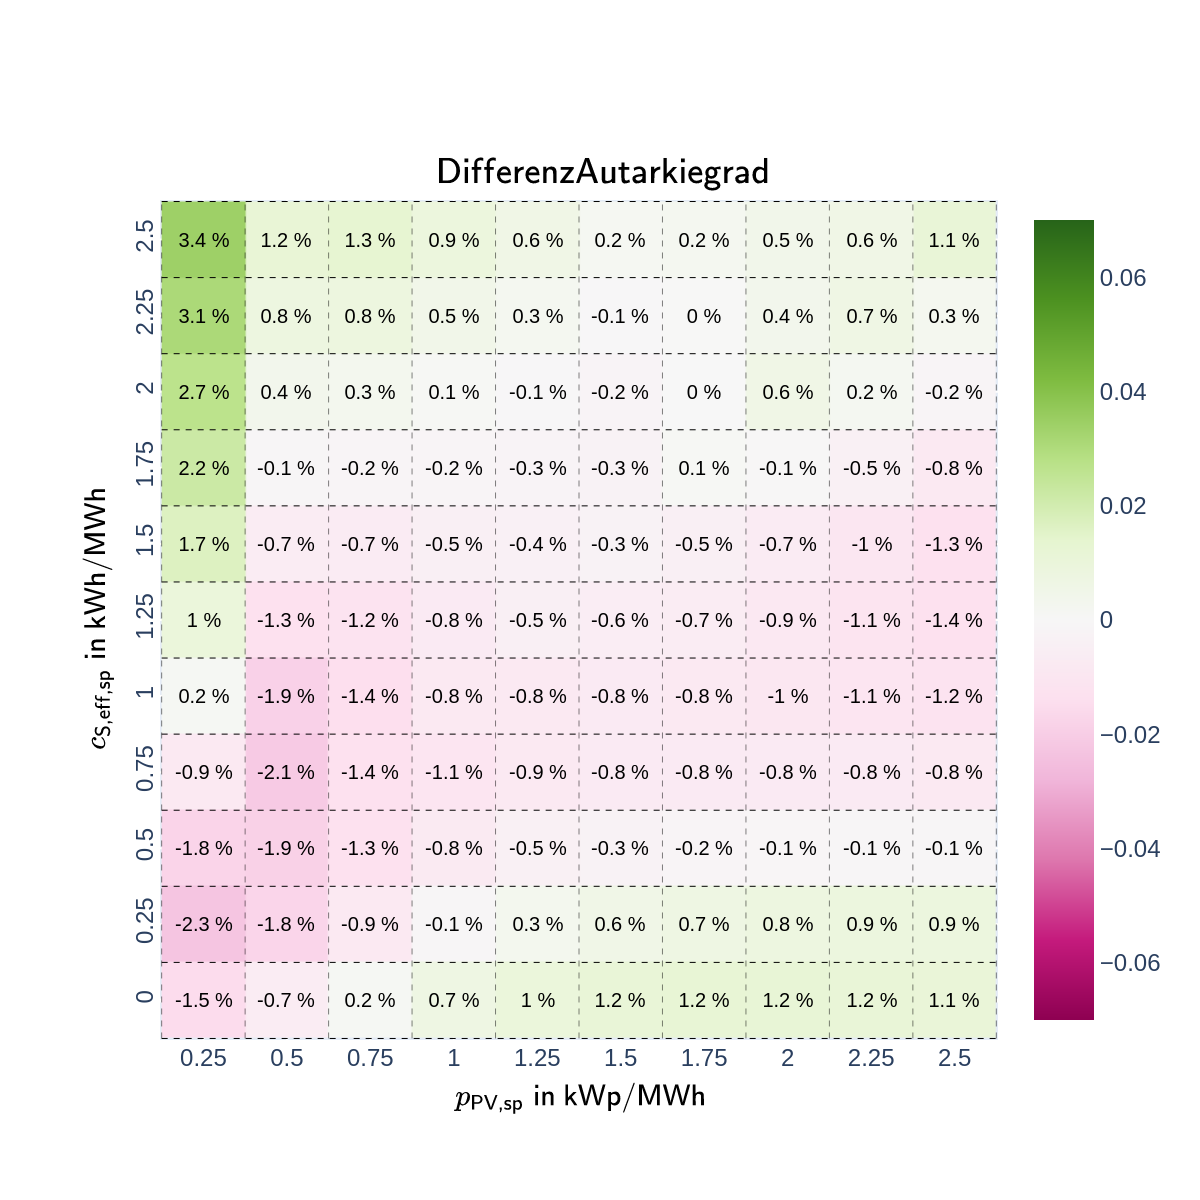 DifferenzAutarkiegrad
2.5 3.4 % 1.2 % 1.3 % 0.9 % 0.6 % 0.2 % 0.2 % 0.5 % 0.6 % 1.1 %
2.25 3.1 % 0.8 % 0.8 % 0.5 % 0.3 % -0.1 % 0 % 0.4 % 0.7 % 0.3 %
2 2.7 % 0.4 % 0.3 % 0.1 % -0.1 % -0.2 % 0 % 0.6 % 0.2 % -0.2 %
1.75 2.2 % -0.1 % -0.2 % -0.2 % -0.3 % -0.3 % 0.1 % -0.1 % -0.5 % -0.8 %
1.5 1.7 % -0.7 % -0.7 % -0.5 % -0.4 % -0.3 % -0.5 % -0.7 % -1 % -1.3 %
1.25 1 % -1.3 % -1.2 % -0.8 % -0.5 % -0.6 % -0.7 % -0.9 % -1.1 % -1.4 %
1 0.2 % -1.9 % -1.4 % -0.8 % -0.8 % -0.8 % -0.8 % -1 % -1.1 % -1.2 %
0.75 -0.9 % -2.1 % -1.4 % -1.1 % -0.9 % -0.8 % -0.8 % -0.8 % -0.8 % -0.8 %
0.5 -1.8 % -1.9 % -1.3 % -0.8 % -0.5 % -0.3 % -0.2 % -0.1 % -0.1 % -0.1 %
0.25 -2.3 % -1.8 % -0.9 % -0.1 % 0.3 % 0.6 % 0.7 % 0.8 % 0.9 % 0.9 %
0 -1.5 % -0.7 % 0.2 % 0.7 % 1 % 1.2 % 1.2 % 1.2 % 1.2 % 1.1 %
0.25 0.5 0.75 1 1.25 1.5 1.75 2 2.25 2.5
p PV,sp in kWp/MWh
c S,eff,sp in kWh/MWh
0.06
0.04
0.02
0
−0.02
−0.04
−0.06